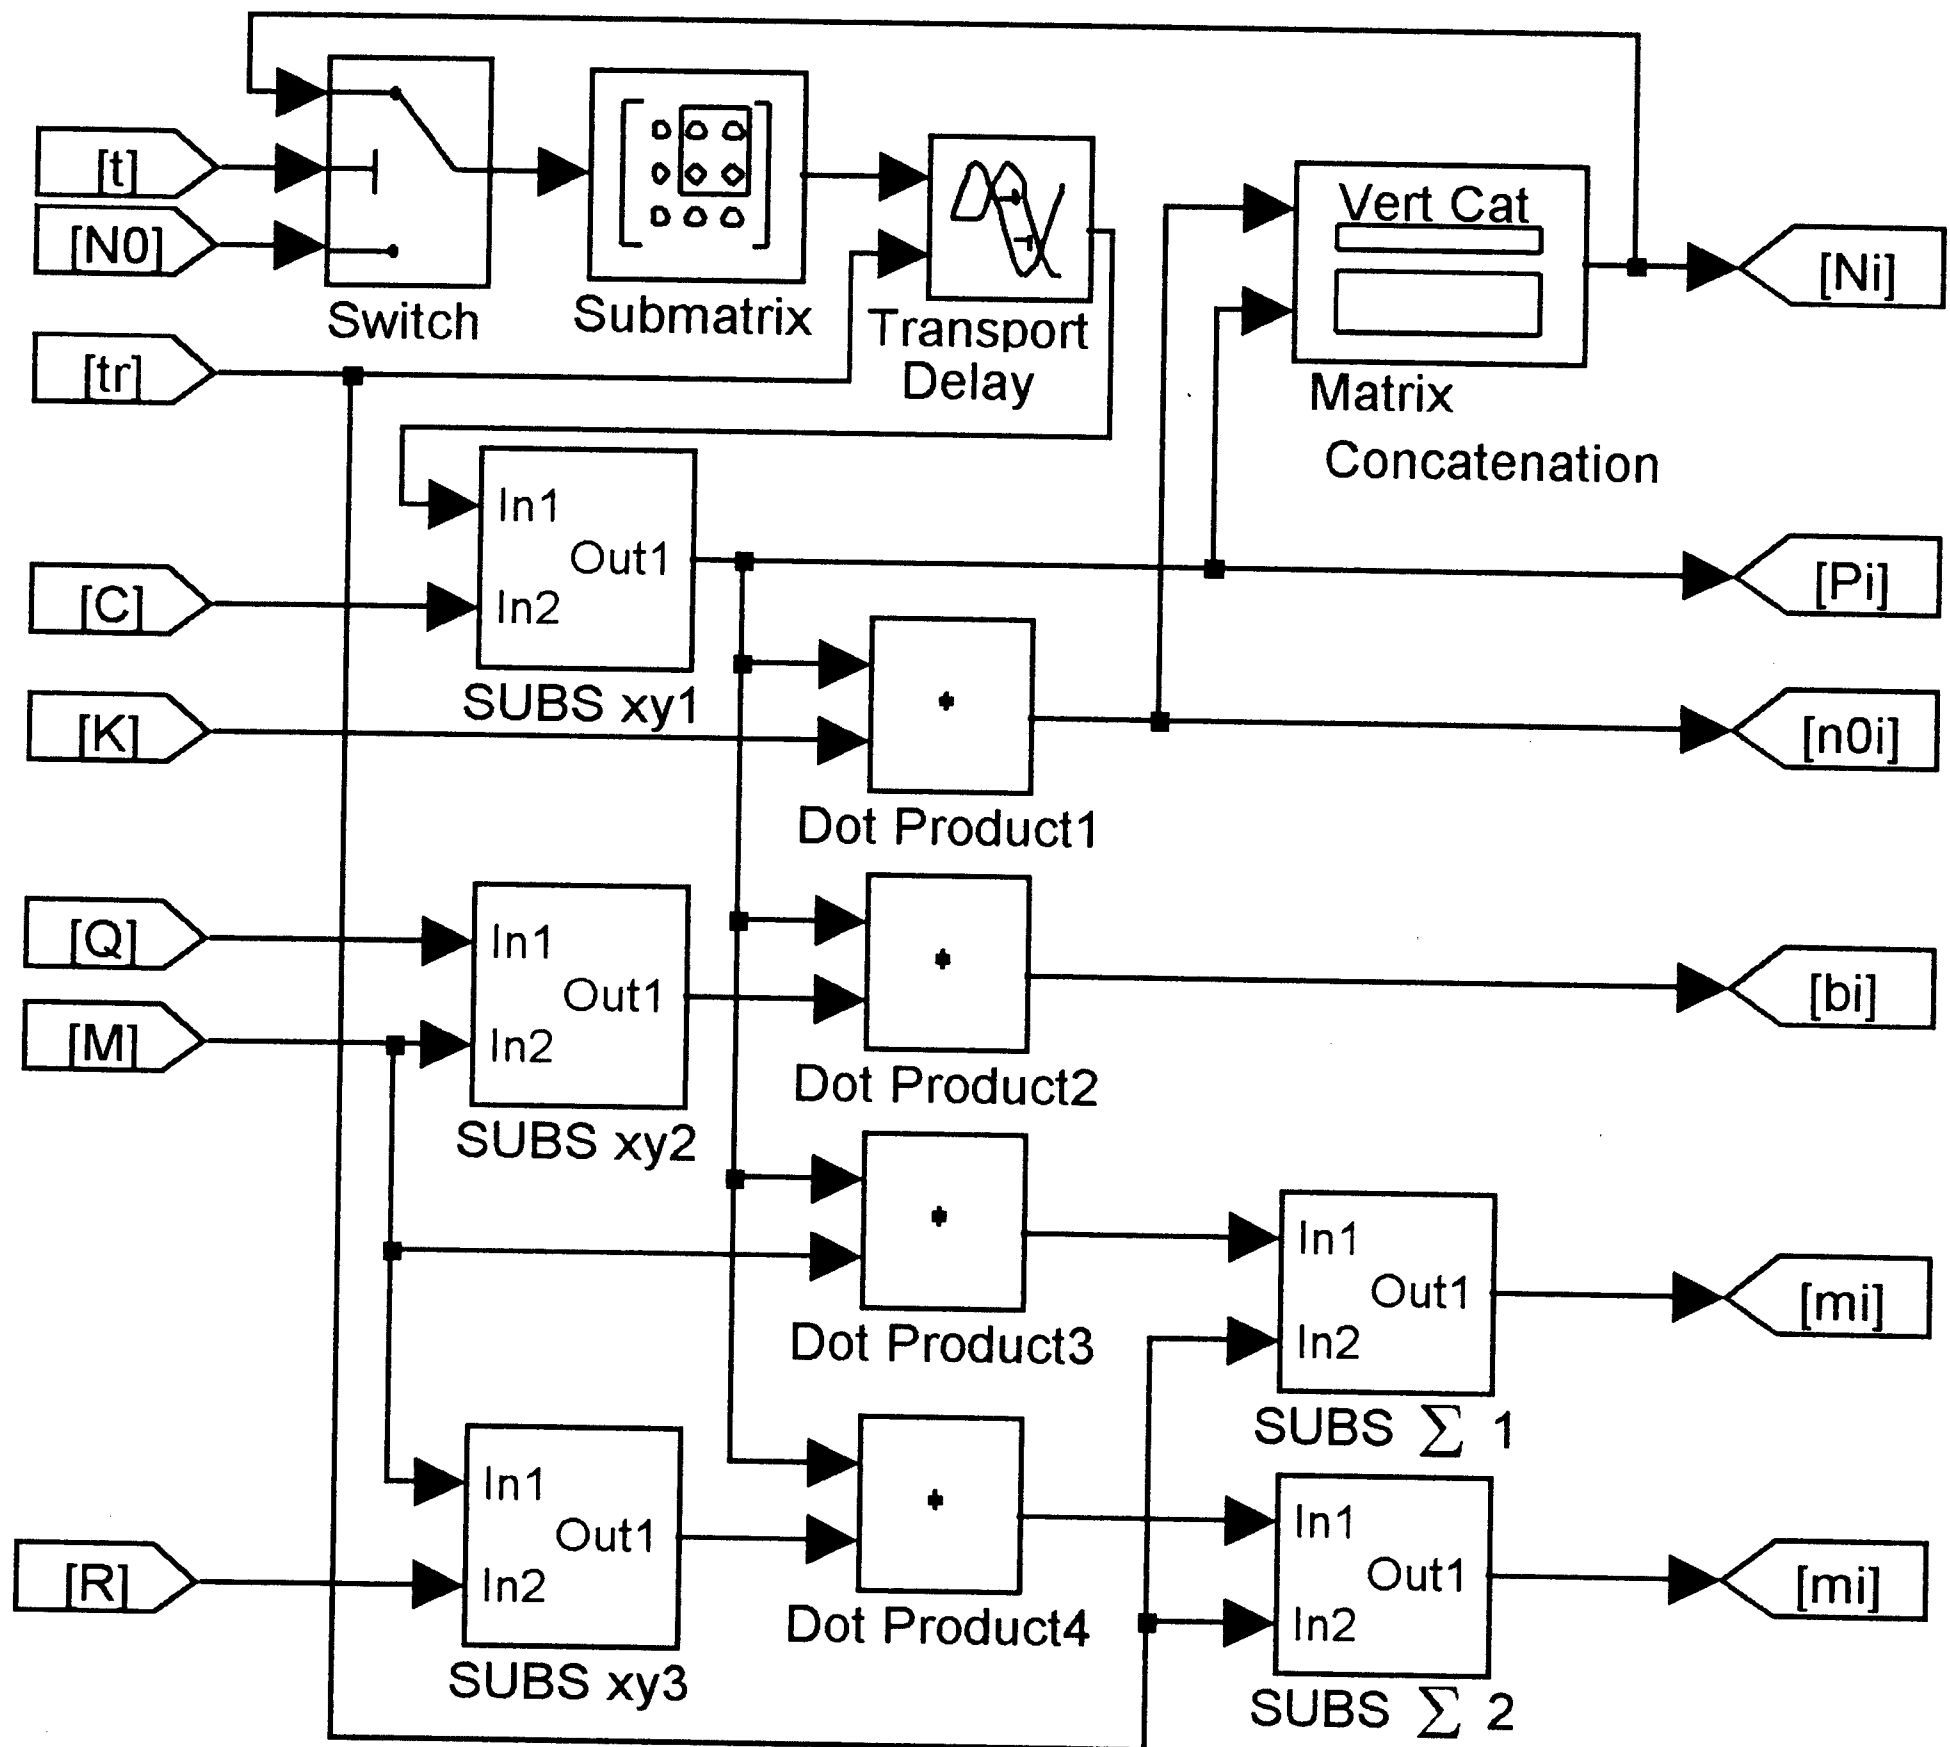 [t]
[N0]
Switch
Submatrix
Transport
Delay
Vert Cat
Matrix
Concatenation
[Ni]
[tr]
In1
Out1
In2
SUBS xy1
[C]
[Pi]
[K]
Dot Product1
[n0i]
[Q]
[M]
In1
Out1
In2
SUBS xy2
Dot Product2
[bi]
Dot Product3
In1
Out1
In2
SUBS ∑ 1
[mi]
[R]
In1
Out1
In2
SUBS xy3
Dot Product4
In1
Out1
In2
SUBS ∑ 2
[mi]